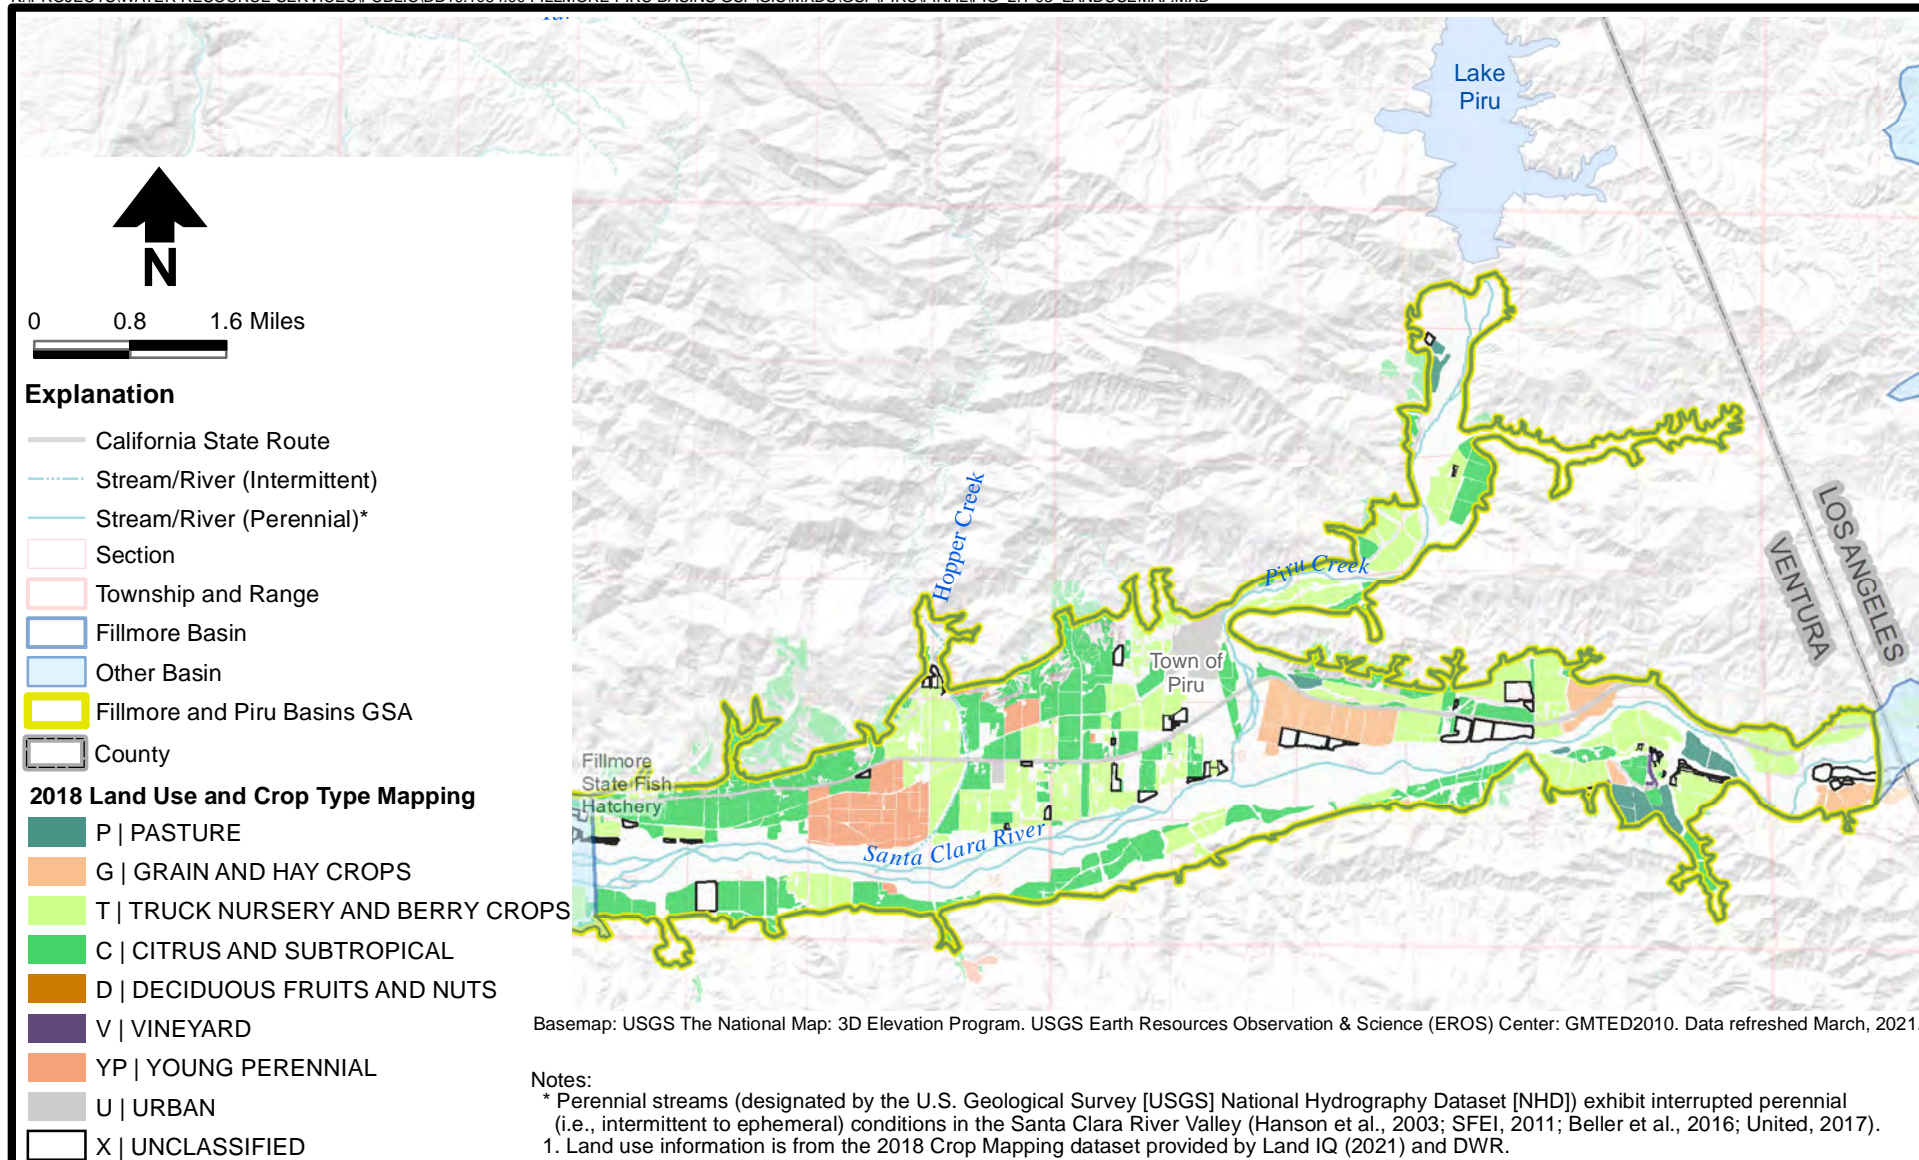 Lake
Piru
N
0 0.8 1.6 Miles
Explanation
California State Route
Stream/River (Intermittent)
Stream/River (Perennial)*
Section
Township and Range
Fillmore Basin
Other Basin
Fillmore and Piru Basins GSA
County
2018 Land Use and Crop Type Mapping
P | PASTURE
G | GRAIN AND HAY CROPS
T | TRUCK NURSERY AND BERRY CROPS
C | CITRUS AND SUBTROPICAL
D | DECIDUOUS FRUITS AND NUTS
V | VINEYARD
YP | YOUNG PERENNIAL
U | URBAN
X | UNCLASSIFIED
Hopper Creek
Piru Creek
LOS ANGELES
VENTURA
Town of
Piru
Fillmore
State Fish
Hatchery
Santa Clara River
Basemap: USGS The National Map: 3D Elevation Program. USGS Earth Resources Observation & Science (EROS) Center: GMTED2010. Data refreshed March, 2021.
Notes:
* Perennial streams (designated by the U.S. Geological Survey [USGS] National Hydrography Dataset [NHD]) exhibit interrupted perennial
(i.e., intermittent to ephemeral) conditions in the Santa Clara River Valley (Hanson et al., 2003; SFEI, 2011; Beller et al., 2016; United, 2017).
1. Land use information is from the 2018 Crop Mapping dataset provided by Land IQ (2021) and DWR.